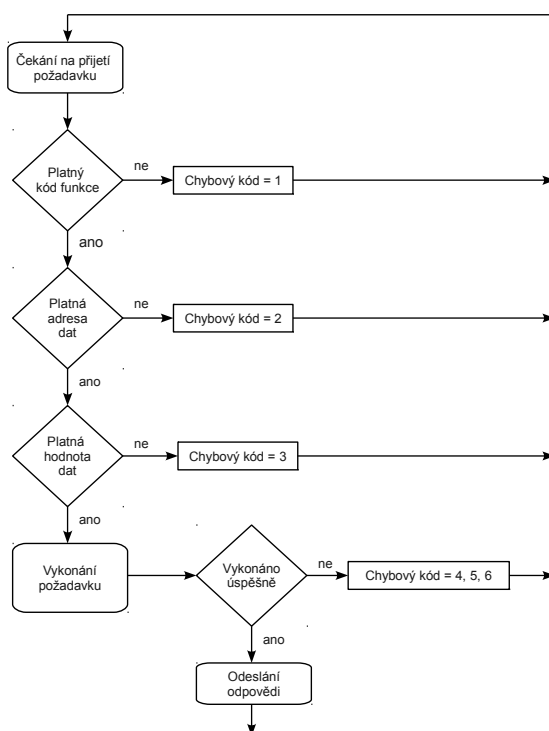 Čekání na přijetí
požadavku
Platný
kód funkce
ne
Chybový kód = 1
ano
Platná
adresa
dat
ne
Chybový kód = 2
ano
Platná
hodnota
dat
ne
Chybový kód = 3
ano
Vykonání
požadavku
Vykonáno
úspěšně
ne
Chybový kód = 4, 5, 6
ano
Odeslání
odpovědi